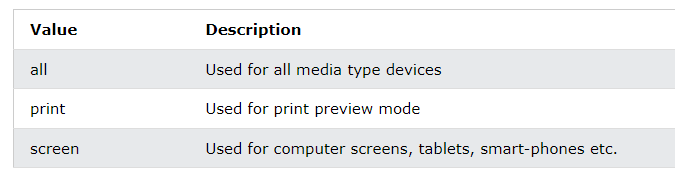 Value Description
all Used for all media type devices
print Used for print preview mode
screen Used for computer screens, tablets, smart-phones etc.